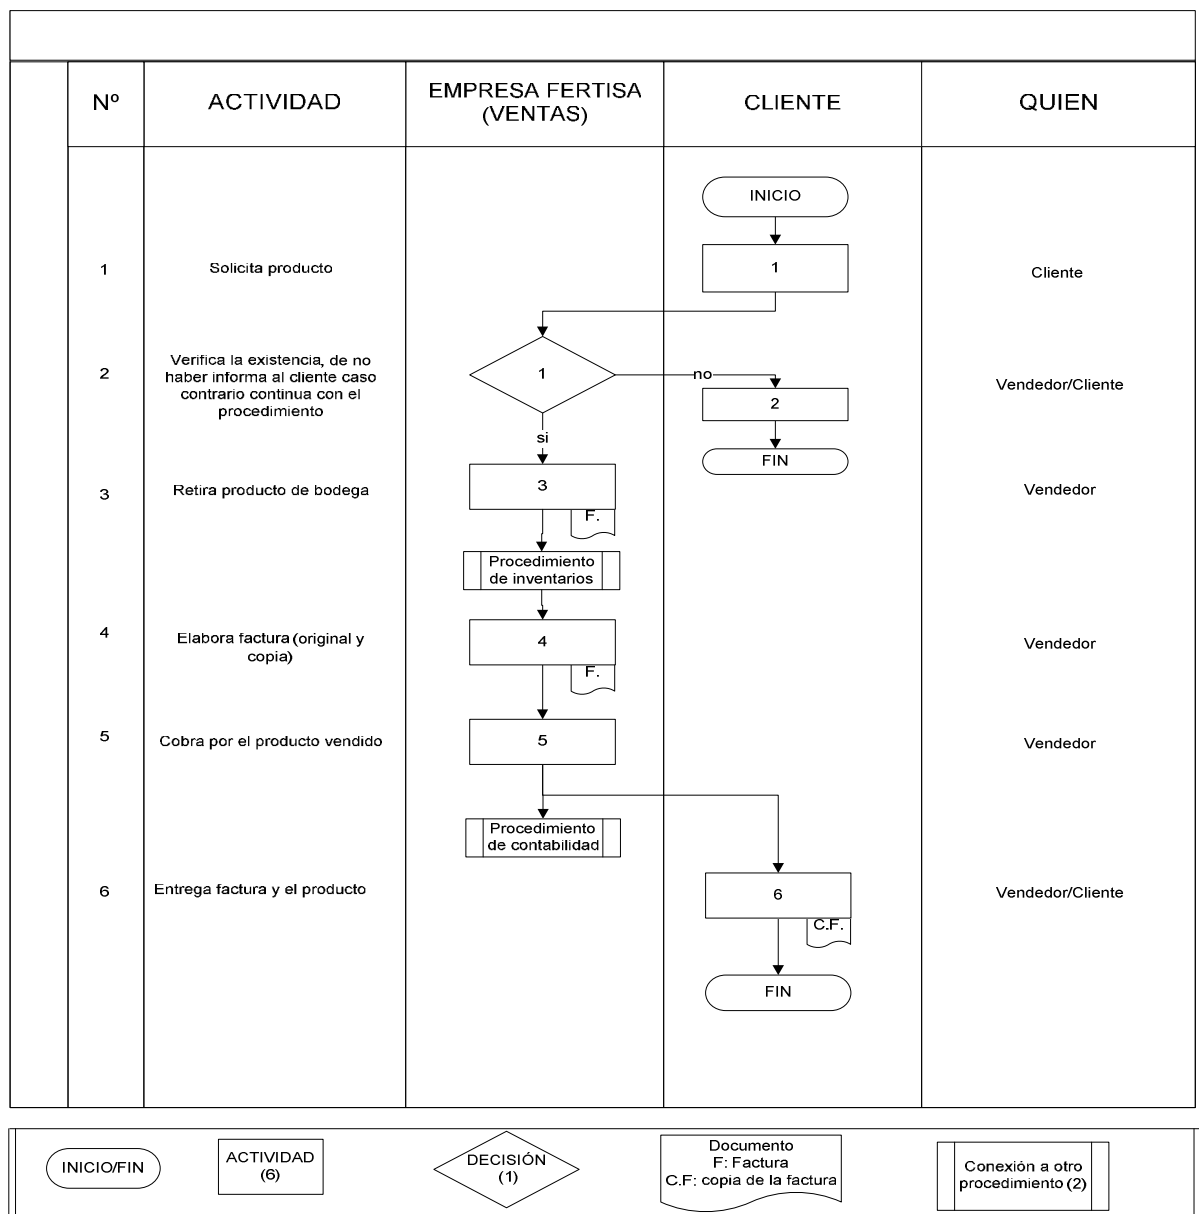 Nº
ACTIVIDAD
EMPRESA FERTISA
(VENTAS)
CLIENTE
QUIEN
INICIO
1
Solicita producto
1
Cliente
2
Verifica la existencia, de no
haber informa al cliente caso
contrario continua con el
procedimiento
1
no
2
Vendedor/Cliente
si
FIN
3
Retira producto de bodega
3
F.
Vendedor
Procedimiento
de inventarios
4
Elabora factura (original y
copia)
4
F.
Vendedor
5
Cobra por el producto vendido
5
Vendedor
Procedimiento
de contabilidad
6
Entrega factura y el producto
6
C.F.
Vendedor/Cliente
FIN
INICIO/FIN
ACTIVIDAD
(6)
DECISIÓN
(1)
Documento
F: Factura
C.F: copia de la factura
Conexión a otro
procedimiento (2)